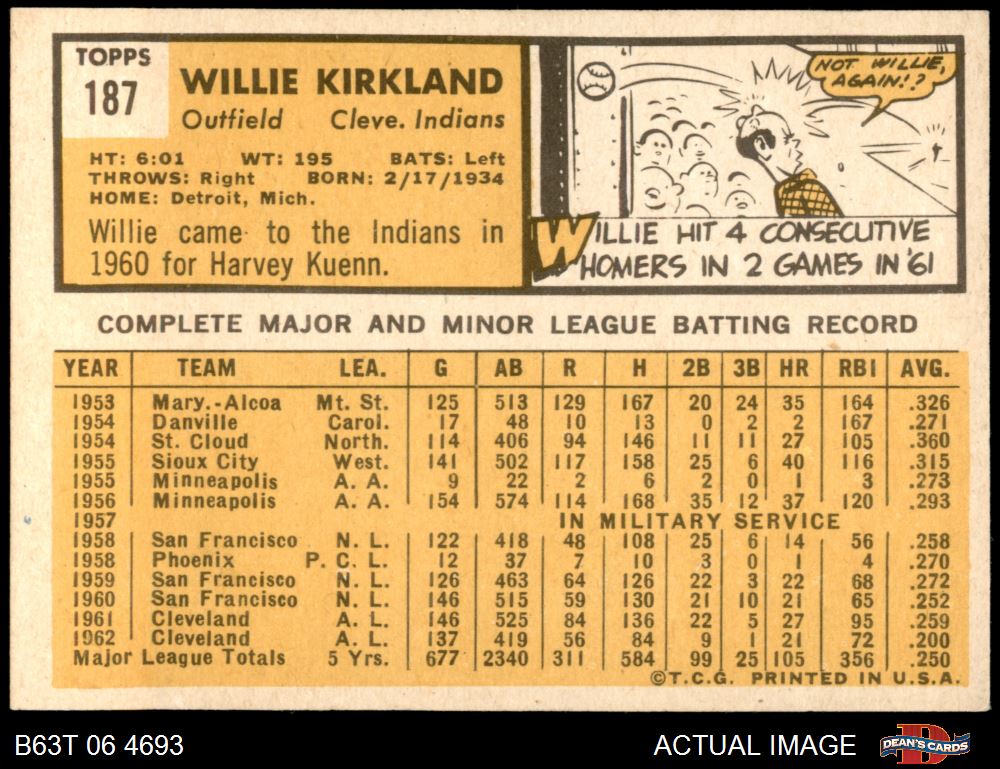 TOPPS
187
WILLIE KIRKLAND
Outfield Cleve. Indians
HT: 6:01 WT: 195 BATS: Left
THROWS: Right BORN: 2/17/1934
HOME: Detroit, Mich.
Willie came to the Indians in
1960 for Harvey Kuenn.
NOT WILLIE,
AGAIN!?
WILLIE HIT 4 CONSECUTIVE
HOMERS IN 2 GAMES IN '61
COMPLETE MAJOR AND MINOR LEAGUE BATTING RECORD
YEAR TEAM LEA. G AB R H 2B 3B HR RBI AVG.
1953 Mary.-Alcoa Mt. St. 125 513 129 167 20 24 35 164 .326
1954 Danville Carol. 17 48 10 13 0 2 2 167 .271
1954 St. Cloud North. 114 406 94 146 11 11 27 105 .360
1955 Sioux City West. 141 502 117 158 25 6 40 116 .315
1955 Minneapolis A. A. 9 22 2 6 2 0 1 3 .273
1956 Minneapolis A. A. 154 574 114 168 35 12 37 120 .293
1957 IN MILITARY SERVICE
1958 San Francisco N. L. 122 418 48 108 25 6 14 56 .258
1958 Phoenix P. C. L. 12 37 7 10 3 0 1 4 .270
1959 San Francisco N. L. 126 463 64 126 22 3 22 68 .272
1960 San Francisco N. L. 146 515 59 130 21 10 21 65 .252
1961 Cleveland A. L. 146 525 84 136 22 5 27 95 .259
1962 Cleveland A. L. 137 419 56 84 9 1 21 72 .200
Major League Totals 5 Yrs. 677 2340 311 584 99 25 105 356 .250
©T.C.G. PRINTED IN U.S.A.
B63T 06 4693
ACTUAL IMAGE
DEAN'S CARDS